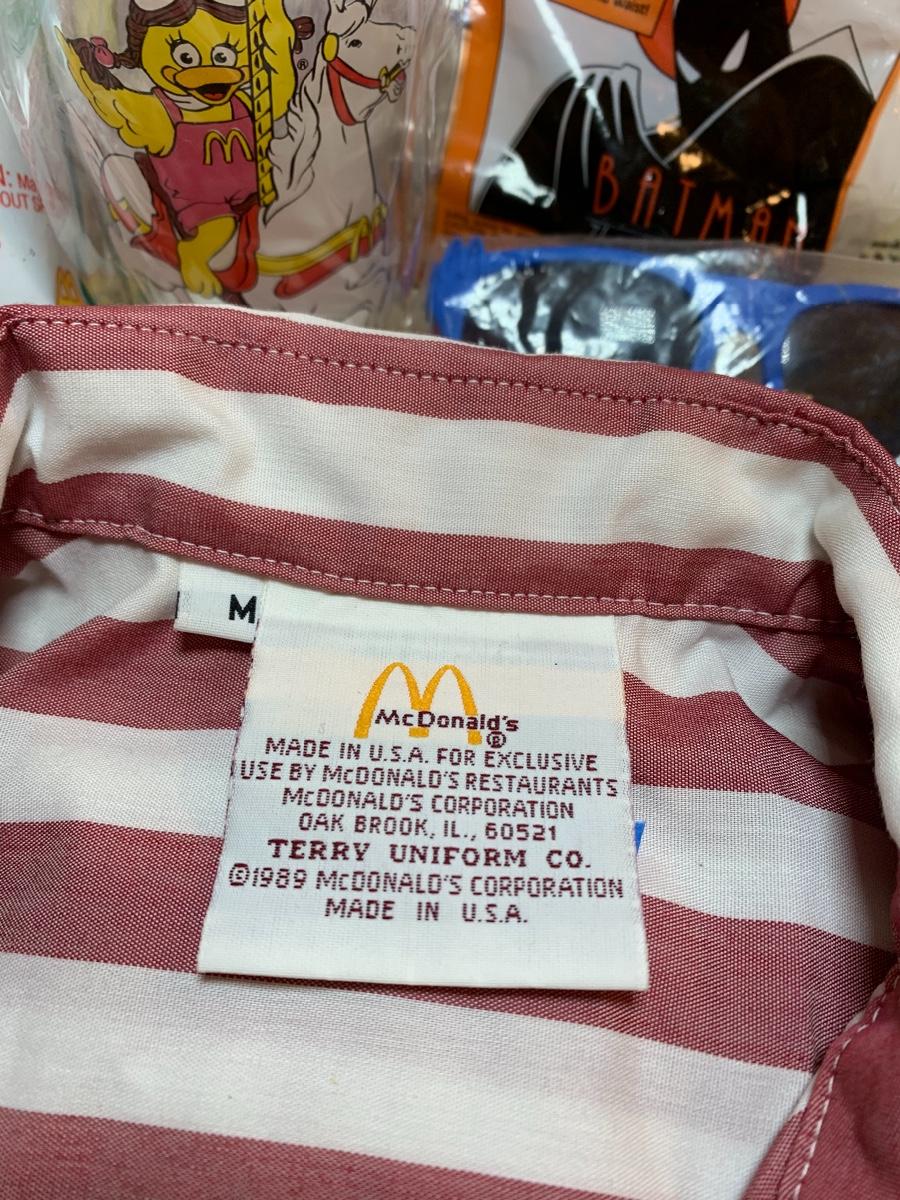 ®
BATMAN
M
McDonald's
®
MADE IN U.S.A. FOR EXCLUSIVE
USE BY McDONALD'S RESTAURANTS
McDONALD'S CORPORATION
OAK BROOK, IL., 60521
TERRY UNIFORM CO.
©1989 McDONALD'S CORPORATION
MADE IN U.S.A.